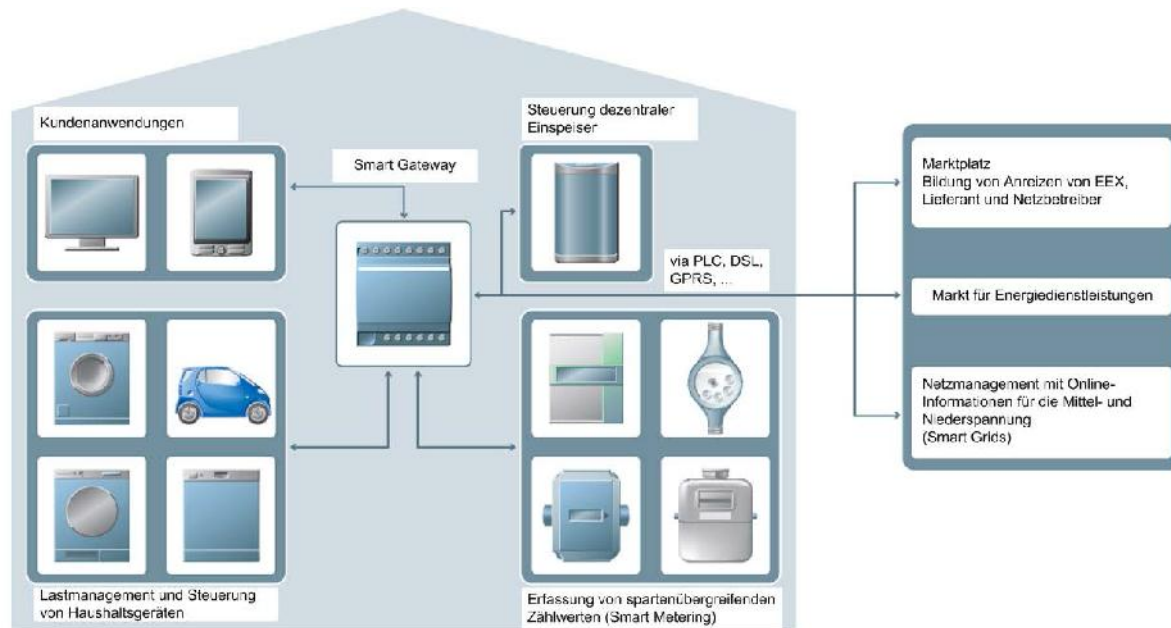 Kundenanwendungen
Smart Gateway
Steuerung dezentraler
Einspeiser
via PLC, DSL,
GPRS, ...
Lastmanagement und Steuerung
von Haushaltsgeräten
Erfassung von spartenübergreifenden
Zählwerten (Smart Metering)
Marktplatz
Bildung von Anreizen von EEX,
Lieferant und Netzbetreiber
Markt für Energiedienstleistungen
Netzmanagement mit Online-
Informationen für die Mittel- und
Niederspannung
(Smart Grids)